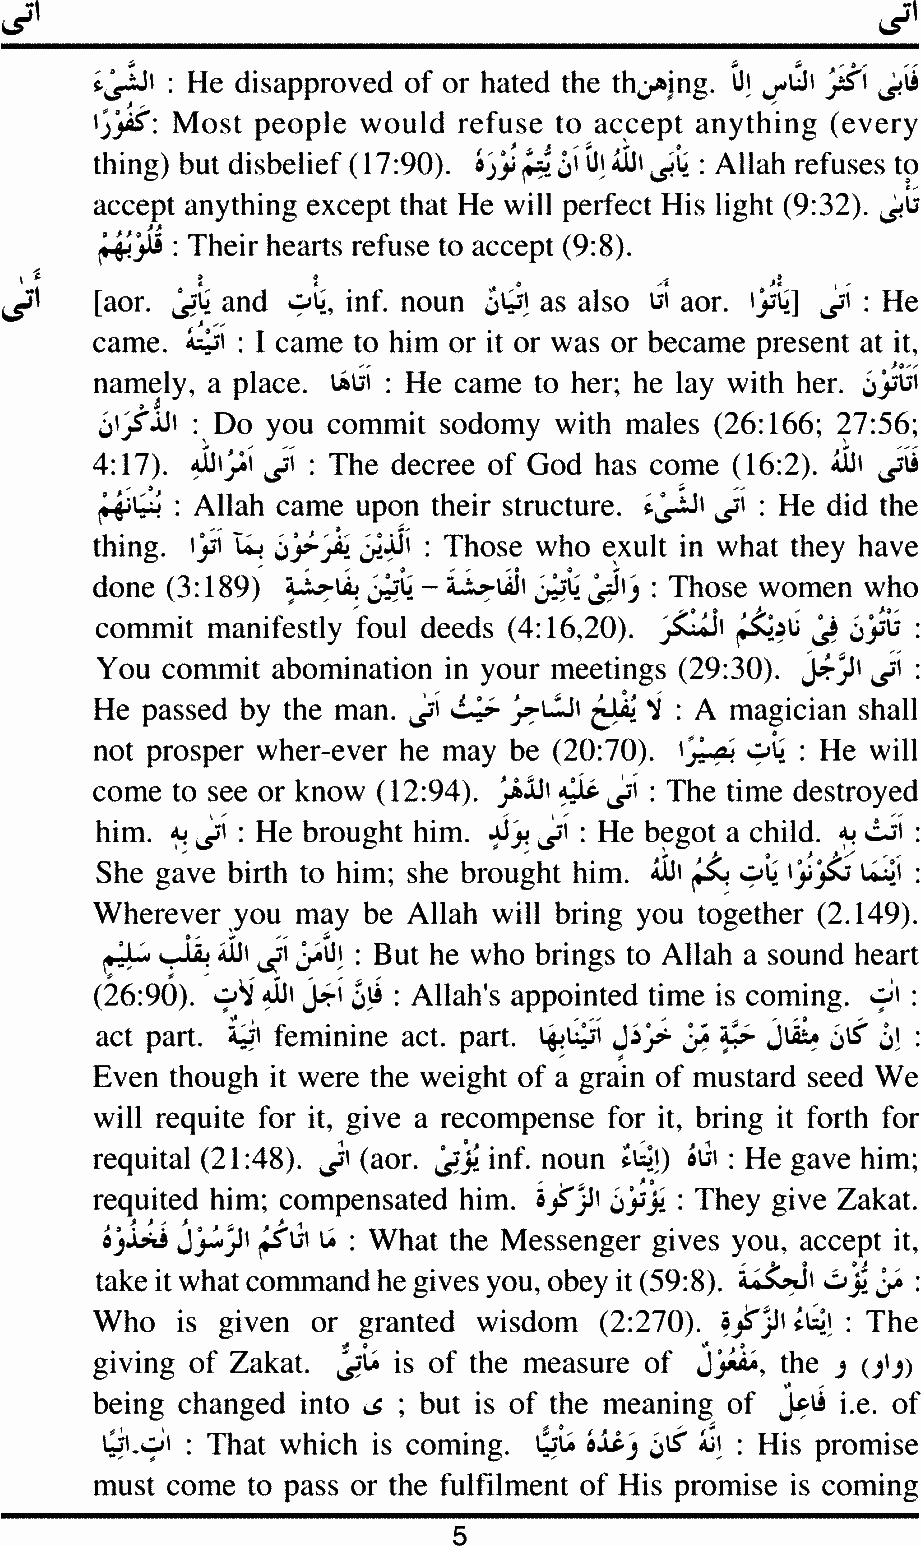 اتى اتى
الشَّيْءَ : He disapproved of or hated the thing. فَاَبٰۤى اَكْثَرُ النَّاسِ اِلَّا
كُفُوْرًا: Most people would refuse to accept anything (every
thing) but disbelief (17:90). يَاْبَى اللّٰهُ اِلَّا اَنْ يُّتِمَّ نُوْرَهٗ : Allah refuses to
accept anything except that He will perfect His light (9:32). تَاْبٰى
قُلُوْبُهُمْ : Their hearts refuse to accept (9:8).
أَتٰى [aor. يَأْتِيْ and يَأْتِ, inf. noun اِتْيَانٌ as also اَتَا aor. يَأْتُوْا] اَتٰى : He
came. اَتَيْتُهٗ : I came to him or it or was or became present at it,
namely, a place. اَتَاهَا : He came to her; he lay with her. اَتَاْتُوْنَ
الذُّكْرَانَ : Do you commit sodomy with males (26:166; 27:56;
4:17). اَتٰى اَمْرُ اللّٰهِ : The decree of God has come (16:2). فَاَتَى اللّٰهُ
بُنْيَانَهُمْ : Allah came upon their structure. اَتَى الشَّيْءَ : He did the
thing. الَّذِيْنَ يَفْرَحُوْنَ بِمَاۤ اَتَوْا : Those who exult in what they have
done (3:189) وَالّٰتِيْ يَأْتِيْنَ الْفَاحِشَةَ – يَأْتِيْنَ بِفَاحِشَةٍ : Those women who
commit manifestly foul deeds (4:16,20). تَاْتُوْنَ فِيْ نَادِيْكُمُ الْمُنْكَرَ :
You commit abomination in your meetings (29:30). اَتَى الرَّجُلَ :
He passed by the man. لَا يُفْلِحُ السَّاحِرُ حَيْثُ اَتٰى : A magician shall
not prosper wher-ever he may be (20:70). يَاْتِ بَصِيْرًا : He will
come to see or know (12:94). اَتٰى عَلَيْهِ الدَّهْرُ : The time destroyed
him. اَتٰى بِهٖ : He brought him. اَتٰى بِوَلَدٍ : He begot a child. اَتَتْ بِهٖ :
She gave birth to him; she brought him. اَيْنَمَا تَكُوْنُوْا يَاْتِ بِكُمُ اللّٰهُ :
Wherever you may be Allah will bring you together (2.149).
اِلَّامَنْ اَتَى اللّٰهَ بِقَلْبٍ سَلِيْمٍ : But he who brings to Allah a sound heart
(26:90). فَاِنَّ اَجَلَ اللّٰهِ لَاٰتٍ : Allah's appointed time is coming. اٰتٍ :
act part. اٰتِيَةٌ feminine act. part. اِنْ كَانَ مِثْقَالَ حَبَّةٍ مِّنْ خَرْدَلٍ اَتَيْنَابِهَا :
Even though it were the weight of a grain of mustard seed We
will requite for it, give a recompense for it, bring it forth for
requital (21:48). اٰتٰى (aor. يُؤْتِيْ inf. noun اِيْتَاءٌ) اٰتَاهُ : He gave him;
requited him; compensated him. يُؤْتُوْنَ الزَّكٰوةَ : They give Zakat.
مَا اٰتَاكُمُ الرَّسُوْلُ فَخُذُوْهُ : What the Messenger gives you, accept it,
take it what command he gives you, obey it (59:8). مَنْ يُّؤْتَ الْحِكْمَةَ :
Who is given or granted wisdom (2:270). اِيْتَاءُ الزَّكٰوةِ : The
giving of Zakat. مَأْتِيٌّ is of the measure of مَفْعُوْلٌ, the و (واو)
being changed into ى ; but is of the meaning of فَاعِلٌ i.e. of
اٰتٍ.اٰتِيًا : That which is coming. اِنَّهٗ كَانَ وَعْدُهٗ مَاْتِيًّا : His promise
must come to pass or the fulfilment of His promise is coming
5